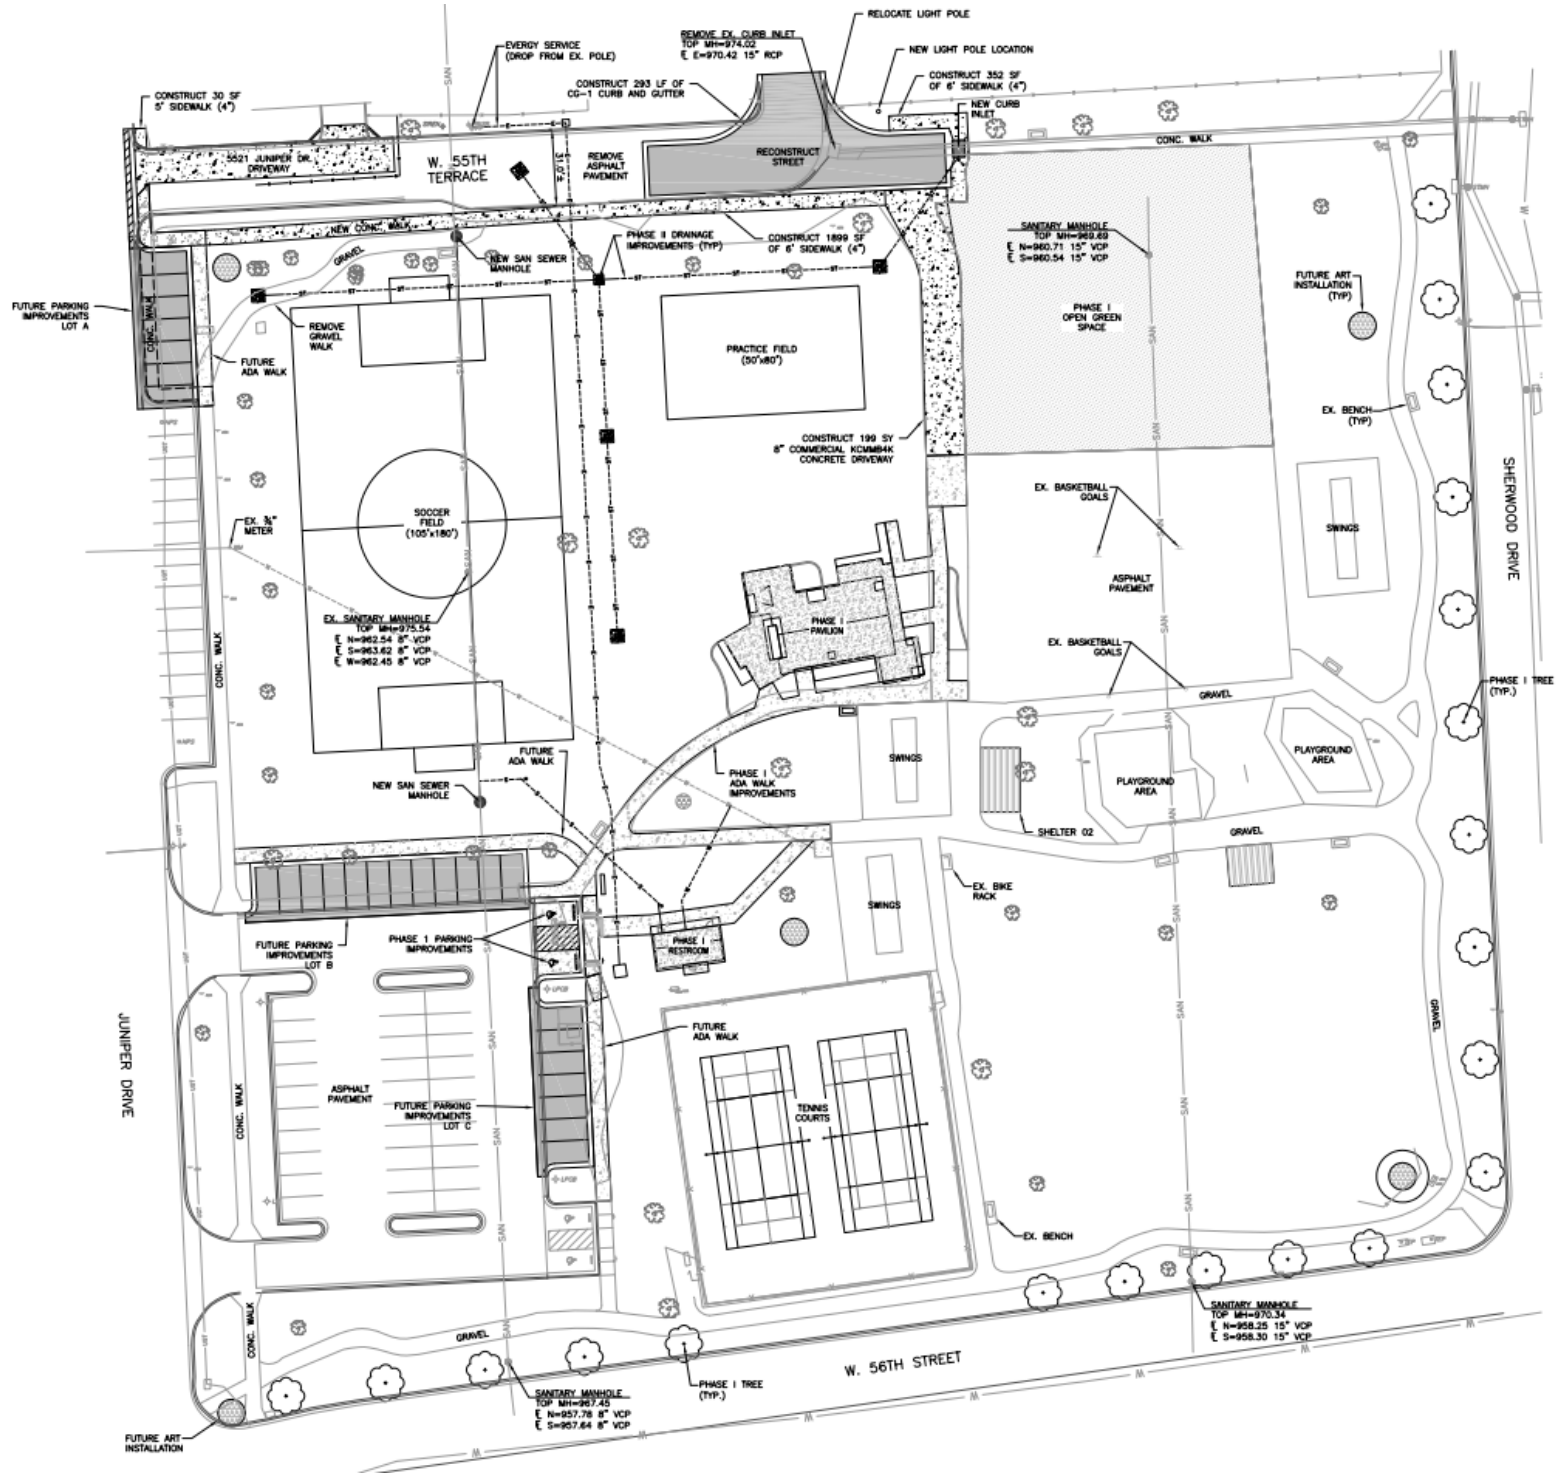 RELOCATE LIGHT POLE
REMOVE EX. CURB INLET
TOP MH=974.02
E=970.42 15" RCP
EVERGY SERVICE
(DROP FROM EX. POLE)
NEW LIGHT POLE LOCATION
CONSTRUCT 293 LF OF
CG-1 CURB AND GUTTER
CONSTRUCT 352 SF
OF 6' SIDEWALK (4")
CONSTRUCT 30 SF
5' SIDEWALK (4")
NEW CURB
INLET
SAN
CONC. WALK
5521 JUNIPER DR.
DRIVEWAY
W. 55TH
TERRACE
31.0'±
REMOVE
ASPHALT
PAVEMENT
RECONSTRUCT
STREET
NEW CONC. WALK
GRAVEL
NEW SAN SEWER
MANHOLE
PHASE II DRAINAGE
IMPROVEMENTS (TYP)
CONSTRUCT 1899 SF
OF 6' SIDEWALK (4")
SANITARY MANHOLE
TOP MH=969.69
N=960.71 15" VCP
S=960.54 15" VCP
FUTURE ART
INSTALLATION
(TYP)
FUTURE PARKING
IMPROVEMENTS
LOT A
CONC. WALK
REMOVE
GRAVEL
WALK
FUTURE
ADA WALK
PRACTICE FIELD
(50'x80')
PHASE I
OPEN GREEN
SPACE
EX. BENCH
(TYP)
CONSTRUCT 199 SY
8" COMMERCIAL KCMMB4K
CONCRETE DRIVEWAY
EX. ¾"
METER
SOCCER
FIELD
(105'x180')
EX. BASKETBALL
GOALS
SWINGS
SHERWOOD DRIVE
ASPHALT
PAVEMENT
EX. SANITARY MANHOLE
TOP MH=975.54
N=962.54 8" VCP
S=963.62 8" VCP
W=962.45 8" VCP
PHASE I
PAVILION
CONC. WALK
EX. BASKETBALL
GOALS
GRAVEL
PHASE I TREE
(TYP.)
FUTURE
ADA WALK
NEW SAN SEWER
MANHOLE
PHASE I
ADA WALK
IMPROVEMENTS
SWINGS
PLAYGROUND
AREA
PLAYGROUND
AREA
SHELTER 02
GRAVEL
EX. BIKE
RACK
SWINGS
FUTURE PARKING
IMPROVEMENTS
LOT B
PHASE 1 PARKING
IMPROVEMENTS
PHASE I
RESTROOM
JUNIPER DRIVE
FUTURE
ADA WALK
GRAVEL
CONC. WALK
ASPHALT
PAVEMENT
FUTURE PARKING
IMPROVEMENTS
LOT C
TENNIS
COURTS
EX. BENCH
CONC. WALK
GRAVEL
SANITARY MANHOLE
TOP MH=970.34
N=958.25 15" VCP
S=958.30 15" VCP
W. 56TH STREET
PHASE I TREE
(TYP.)
SANITARY MANHOLE
TOP MH=967.45
N=957.78 8" VCP
S=957.64 8" VCP
FUTURE ART
INSTALLATION